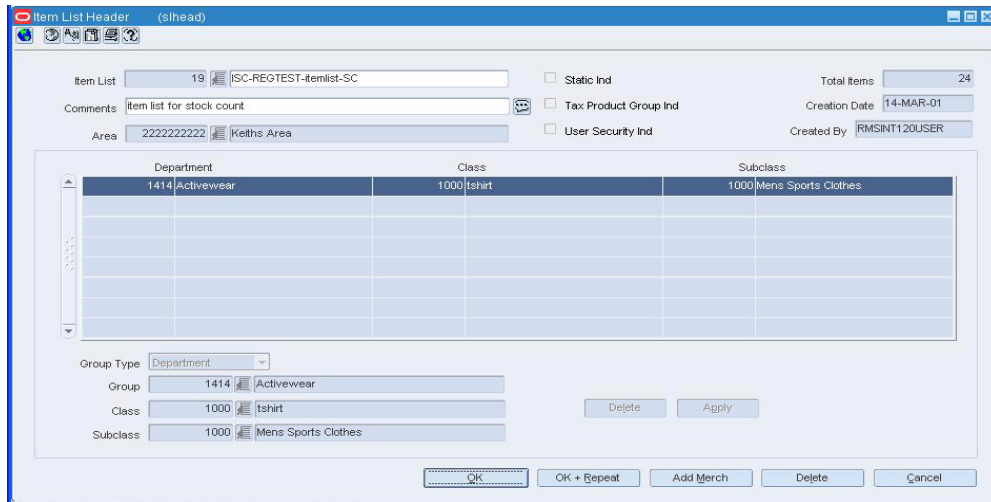 Item List Header (slhead)
Item List 19 ISC-REGTEST-itemlist-SC Static Ind Total Items 24
Comments item list for stock count Tax Product Group Ind Creation Date 14-MAR-01
Area 2222222222 Keiths Area User Security Ind Created By RMSINT120USER
Department Class Subclass
1414 Activewear 1000 tshirt 1000 Mens Sports Clothes
Group Type Department
Group 1414 Activewear
Class 1000 tshirt Delete Apply
Subclass 1000 Mens Sports Clothes
OK OK + Repeat Add Merch Delete Cancel